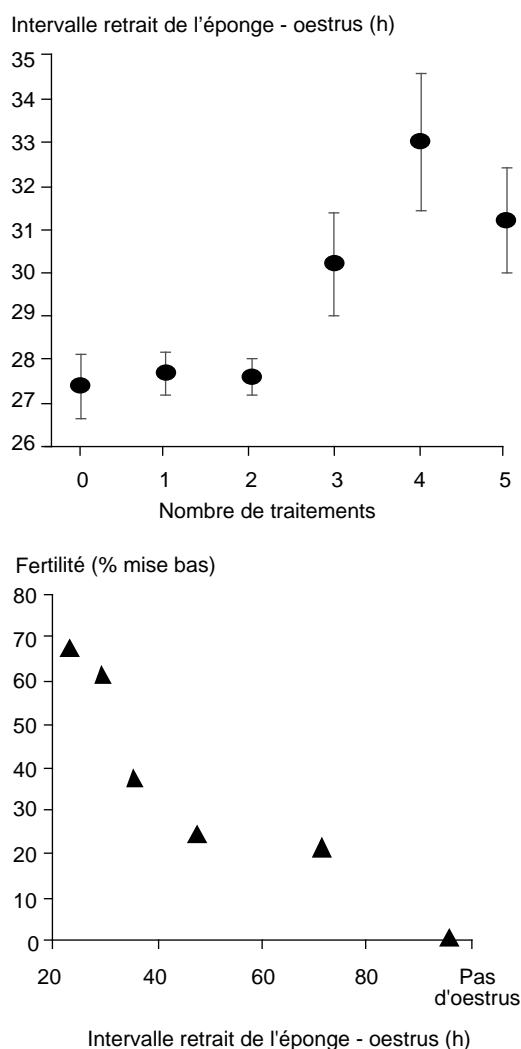 Intervalle retrait de l'éponge - oestrus (h)
35
34
33
32
31
30
29
28
27
26
0 1 2 3 4 5
Nombre de traitements
Fertilité (% mise bas)
80
70
60
50
40
30
20
10
0
20 40 60 80 Pas
d'oestrus
Intervalle retrait de l'éponge - oestrus (h)